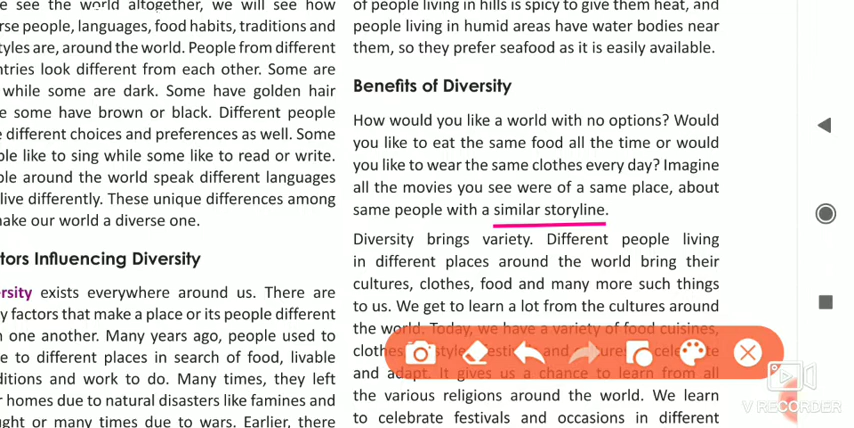 e see the world altogether, we will see how
rse people, languages, food habits, traditions and
tyles are, around the world. People from different
ntries look different from each other. Some are
while some are dark. Some have golden hair
e some have brown or black. Different people
e different choices and preferences as well. Some
ple like to sing while some like to read or write.
ple around the world speak different languages
live differently. These unique differences among
make our world a diverse one.
tors Influencing Diversity
ersity exists everywhere around us. There are
y factors that make a place or its people different
n one another. Many years ago, people used to
e to different places in search of food, livable
ditions and work to do. Many times, they left
r homes due to natural disasters like famines and
ught or many times due to wars. Earlier, there
of people living in hills is spicy to give them heat, and
people living in humid areas have water bodies near
them, so they prefer seafood as it is easily available.
Benefits of Diversity
How would you like a world with no options? Would
you like to eat the same food all the time or would
you like to wear the same clothes every day? Imagine
all the movies you see were of a same place, about
same people with a similar storyline.
Diversity brings variety. Different people living
in different places around the world bring their
cultures, clothes, food and many more such things
to us. We get to learn a lot from the cultures around
the world. Today, we have a variety of food cuisines,
and adapt. It gives us a chance to learn from all
the various religions around the world. We learn
to celebrate festivals and occasions in different
V RECORDER